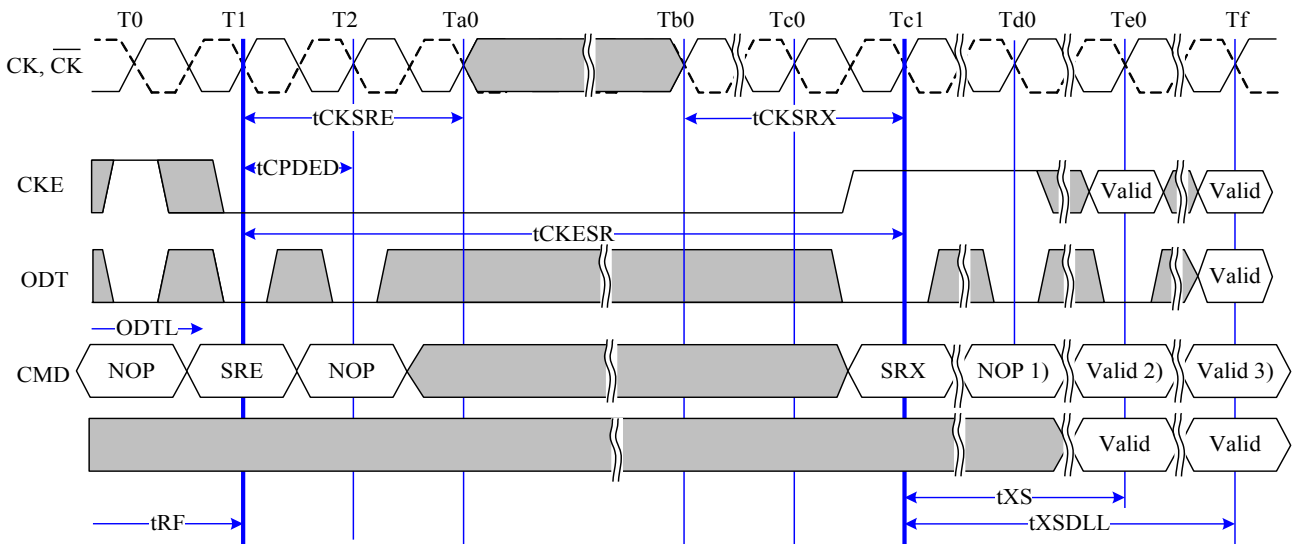 T0 T1 T2 Ta0 Tb0 Tc0 Tc1 Td0 Te0 Tf
CK, CK
tCKSRE tCKSRX
tCPDED
CKE Valid Valid
tCKESR
ODT Valid
ODTL
CMD NOP SRE NOP SRX NOP 1) Valid 2) Valid 3)
Valid Valid
tXS
tRF tXSDLL